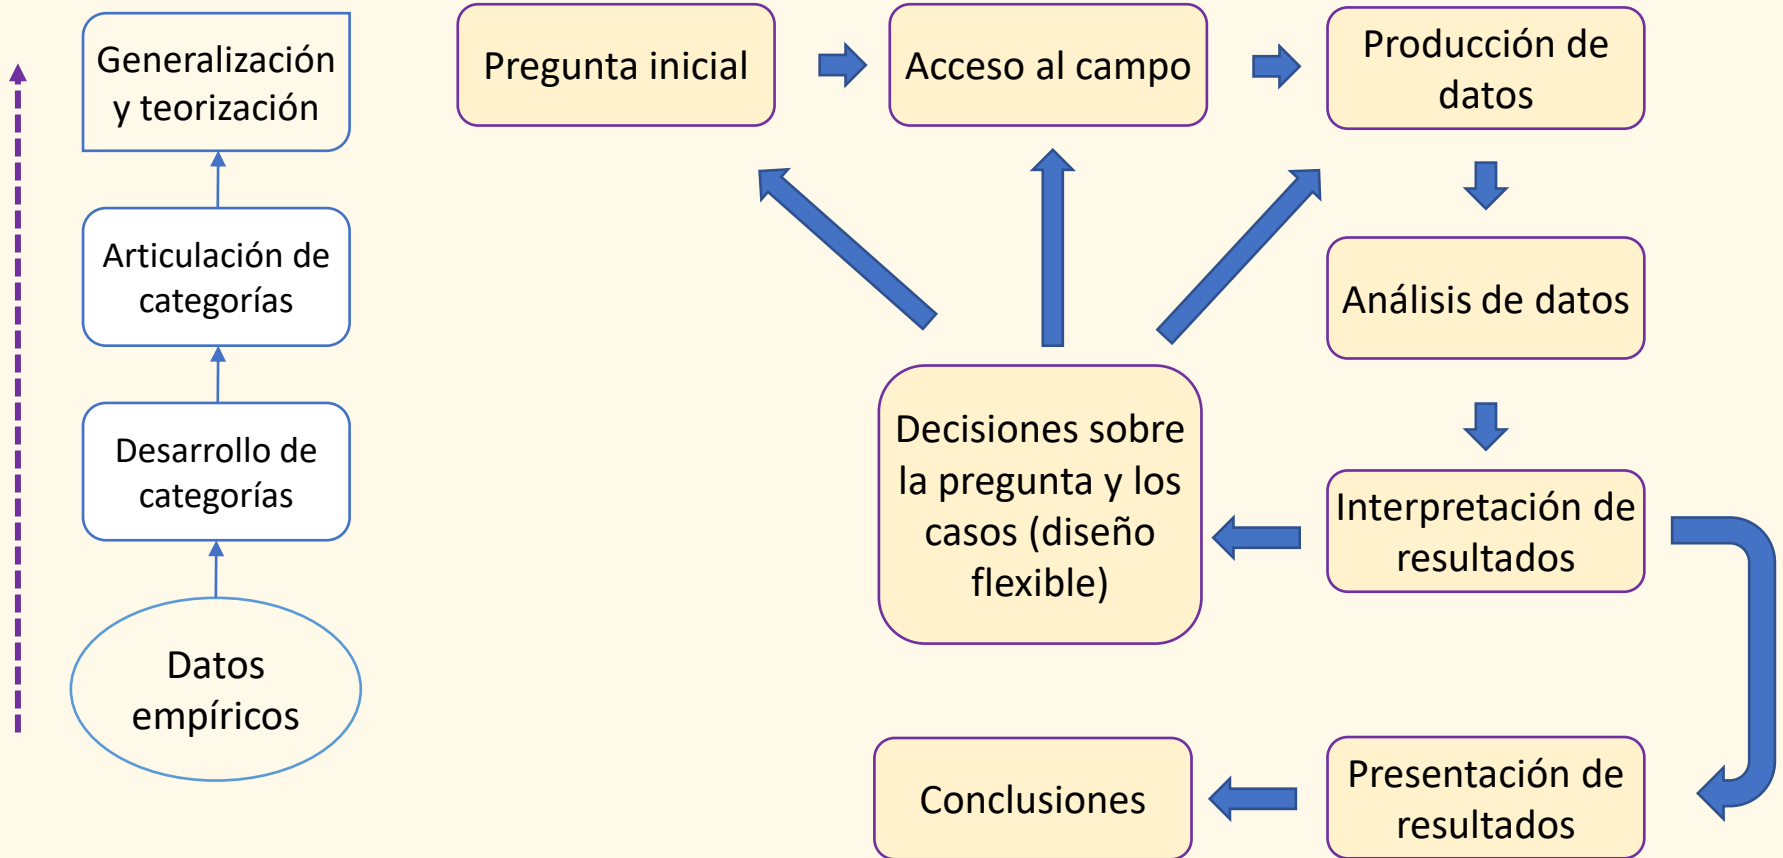 Generalización
y teorización
Articulación de
categorías
Desarrollo de
categorías
Datos
empíricos
Pregunta inicial
Acceso al campo
Producción de
datos
Análisis de datos
Interpretación de
resultados
Decisiones sobre
la pregunta y los
casos (diseño
flexible)
Presentación de
resultados
Conclusiones